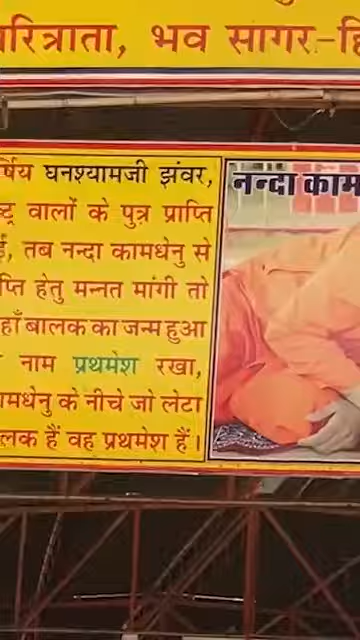 रित्राता, भव सागर-हि
र्षिय घनश्यामजी झंवर,
ष्ट्र वालों के पुत्र प्राप्ति
ई, तब नन्दा कामधेनु से
प्ति हेतु मन्नत मांगी तो
हाँ बालक का जन्म हुआ
नाम प्रथमेश रखा,
ामधेनु के नीचे जो लेटा
लक हैं वह प्रथमेश हैं।
नन्दा काम